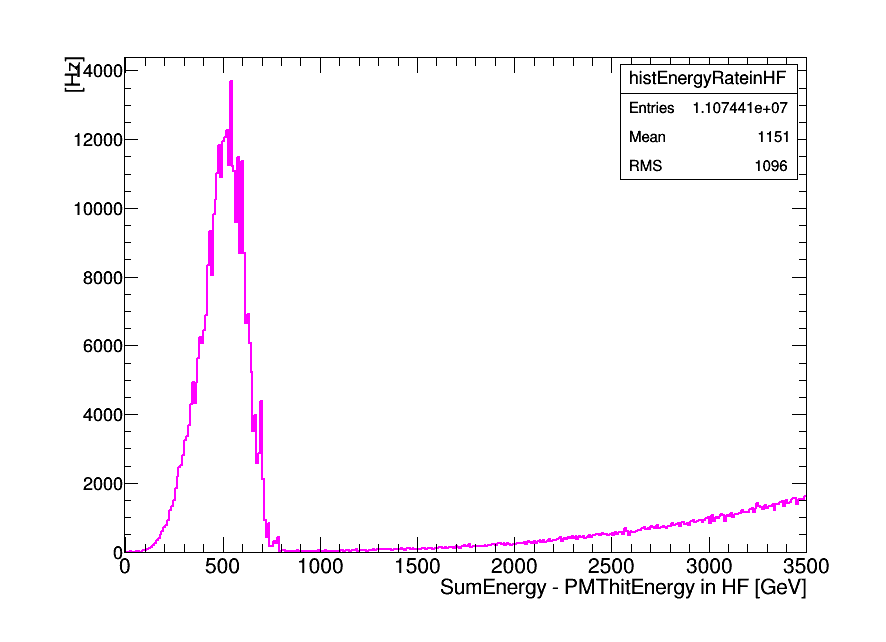 [Hz]
histEnergyRateinHF
Entries 1.107441e+07
Mean 1151
RMS 1096
14000
12000
10000
8000
6000
4000
2000
0
0 500 1000 1500 2000 2500 3000 3500
SumEnergy - PMThitEnergy in HF [GeV]